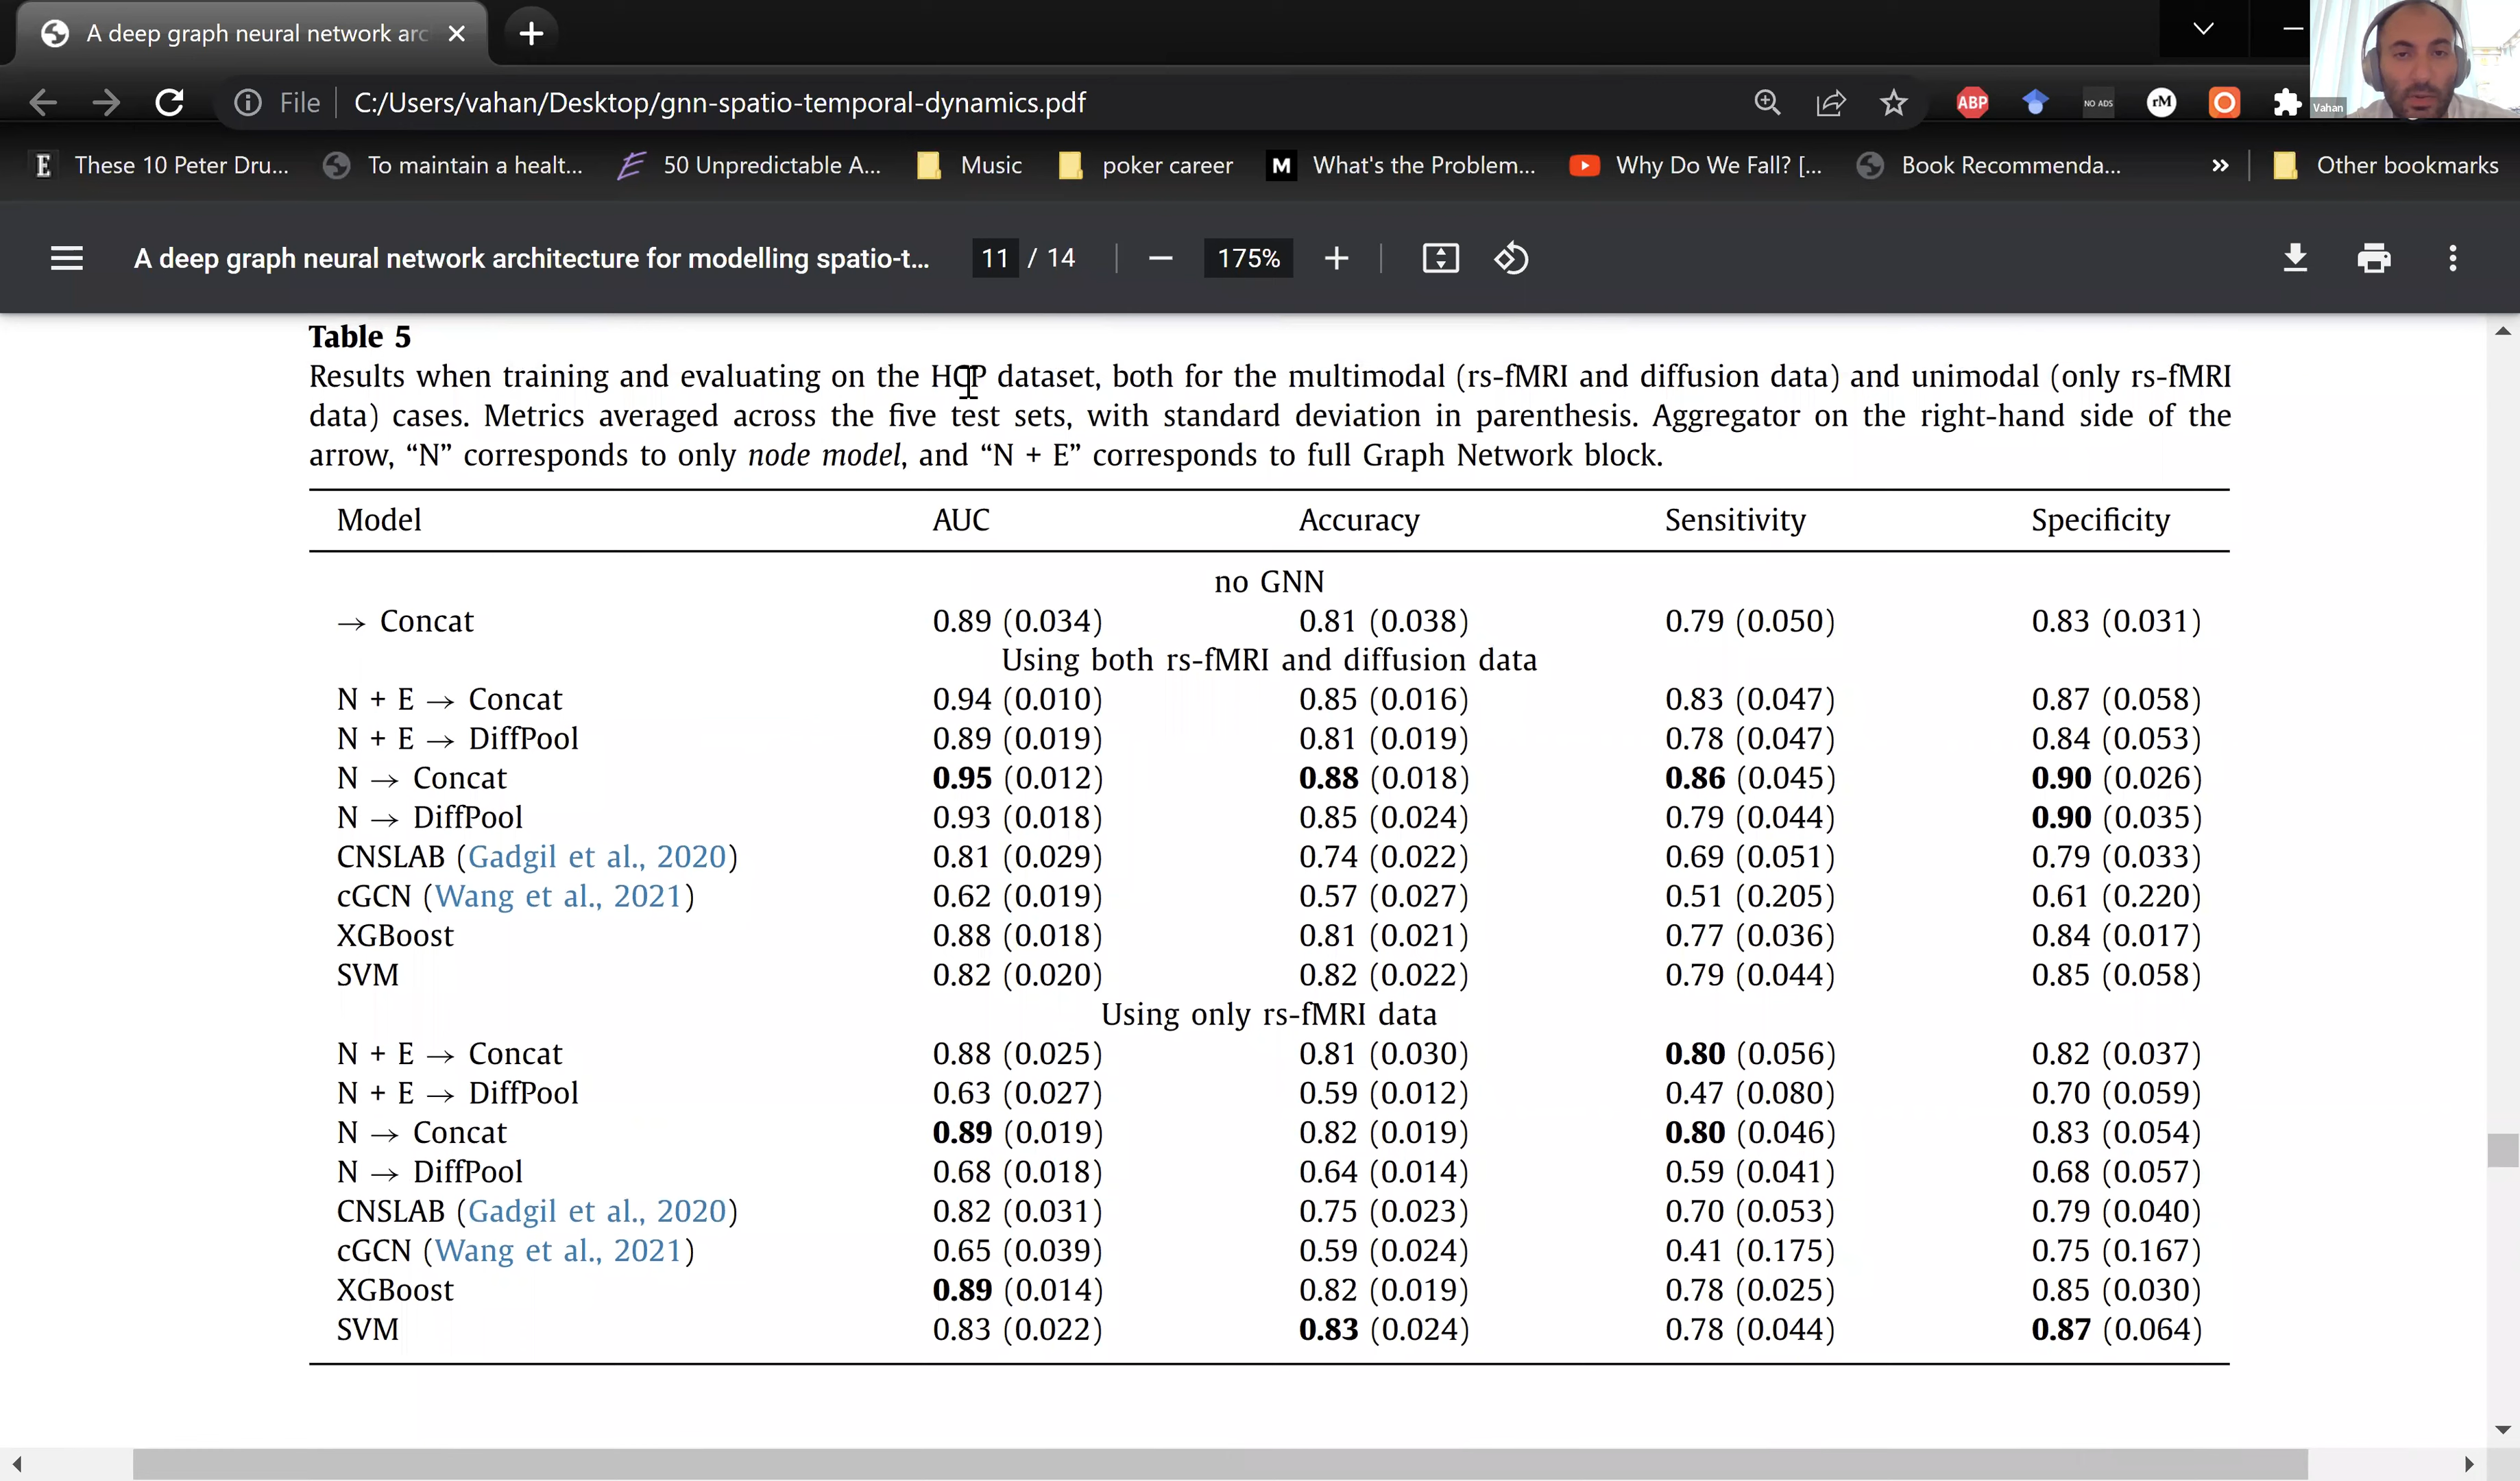 A deep graph neural network arc
File C:/Users/vahan/Desktop/gnn-spatio-temporal-dynamics.pdf
ABP
NO ADS
rM
Vahan
E These 10 Peter Dru...
To maintain a healt...
50 Unpredictable A...
Music
poker career
M What's the Problem...
Why Do We Fall? [...
Book Recommenda...
»
Other bookmarks
A deep graph neural network architecture for modelling spatio-t... 11 / 14 — 175% +
Table 5
Results when training and evaluating on the HCP dataset, both for the multimodal (rs-fMRI and diffusion data) and unimodal (only rs-fMRI
data) cases. Metrics averaged across the five test sets, with standard deviation in parenthesis. Aggregator on the right-hand side of the
arrow, “N” corresponds to only node model, and “N + E” corresponds to full Graph Network block.
Model AUC Accuracy Sensitivity Specificity
no GNN
→ Concat 0.89 (0.034) 0.81 (0.038) 0.79 (0.050) 0.83 (0.031)
Using both rs-fMRI and diffusion data
N + E → Concat 0.94 (0.010) 0.85 (0.016) 0.83 (0.047) 0.87 (0.058)
N + E → DiffPool 0.89 (0.019) 0.81 (0.019) 0.78 (0.047) 0.84 (0.053)
N → Concat 0.95 (0.012) 0.88 (0.018) 0.86 (0.045) 0.90 (0.026)
N → DiffPool 0.93 (0.018) 0.85 (0.024) 0.79 (0.044) 0.90 (0.035)
CNSLAB (Gadgil et al., 2020) 0.81 (0.029) 0.74 (0.022) 0.69 (0.051) 0.79 (0.033)
cGCN (Wang et al., 2021) 0.62 (0.019) 0.57 (0.027) 0.51 (0.205) 0.61 (0.220)
XGBoost 0.88 (0.018) 0.81 (0.021) 0.77 (0.036) 0.84 (0.017)
SVM 0.82 (0.020) 0.82 (0.022) 0.79 (0.044) 0.85 (0.058)
Using only rs-fMRI data
N + E → Concat 0.88 (0.025) 0.81 (0.030) 0.80 (0.056) 0.82 (0.037)
N + E → DiffPool 0.63 (0.027) 0.59 (0.012) 0.47 (0.080) 0.70 (0.059)
N → Concat 0.89 (0.019) 0.82 (0.019) 0.80 (0.046) 0.83 (0.054)
N → DiffPool 0.68 (0.018) 0.64 (0.014) 0.59 (0.041) 0.68 (0.057)
CNSLAB (Gadgil et al., 2020) 0.82 (0.031) 0.75 (0.023) 0.70 (0.053) 0.79 (0.040)
cGCN (Wang et al., 2021) 0.65 (0.039) 0.59 (0.024) 0.41 (0.175) 0.75 (0.167)
XGBoost 0.89 (0.014) 0.82 (0.019) 0.78 (0.025) 0.85 (0.030)
SVM 0.83 (0.022) 0.83 (0.024) 0.78 (0.044) 0.87 (0.064)